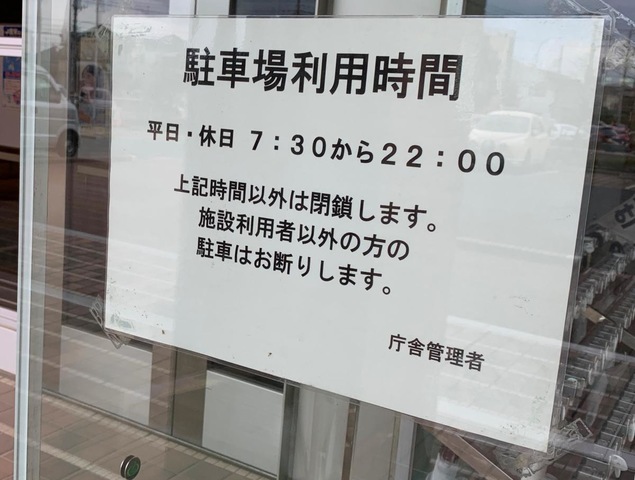 駐車場利用時間
平日・休日 7：30から22：00
上記時間以外は閉鎖します。
施設利用者以外の方の
駐車はお断りします。
庁舎管理者